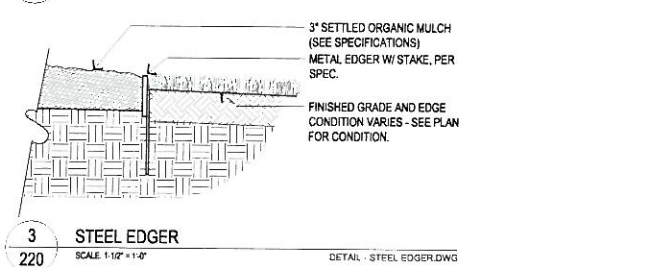 3" SETTLED ORGANIC MULCH
(SEE SPECIFICATIONS)
METAL EDGER W/ STAKE, PER
SPEC.
FINISHED GRADE AND EDGE
CONDITION VARIES - SEE PLAN
FOR CONDITION.
3
STEEL EDGER
220
SCALE: 1-1/2" = 1'-0"
DETAIL - STEEL EDGER.DWG